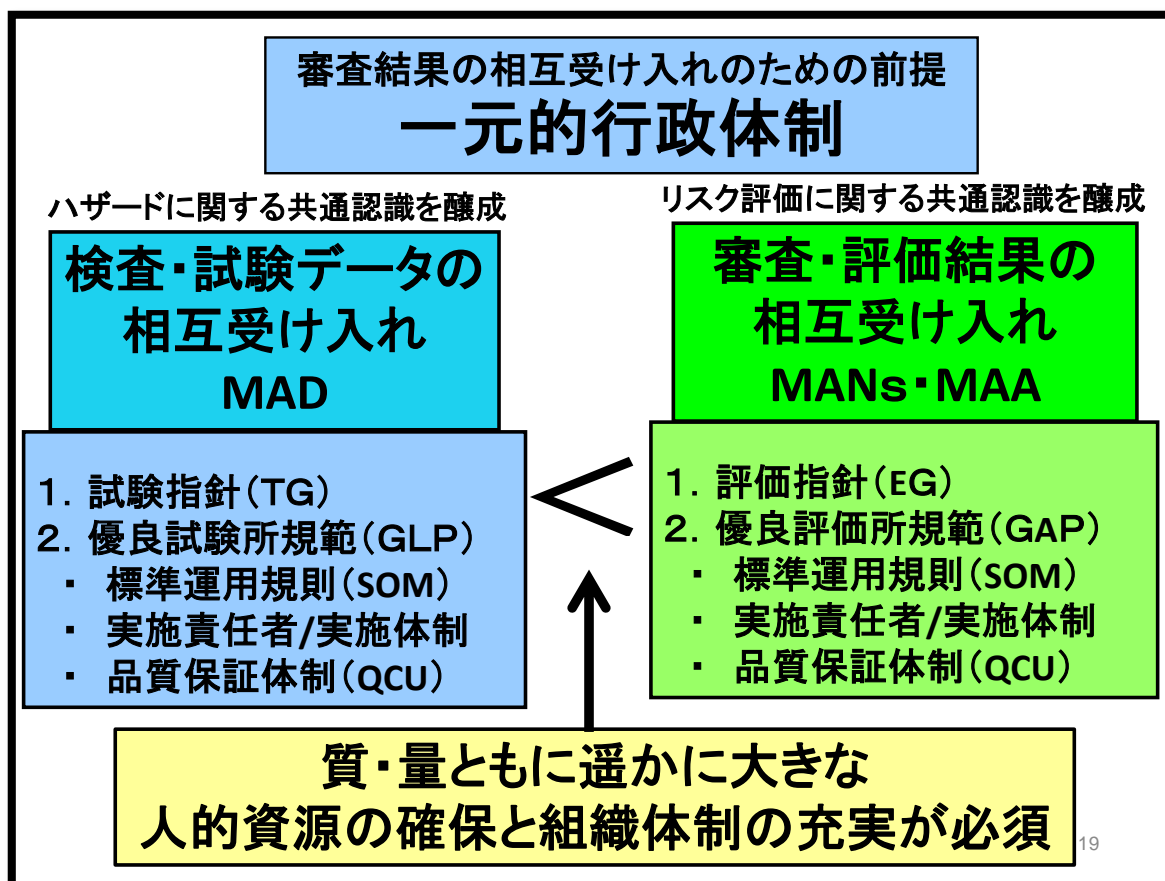 審査結果の相互受け入れのための前提
一元的行政体制
ハザードに関する共通認識を醸成
検査・試験データの
相互受け入れ
MAD
1. 試験指針(TG)
2. 優良試験所規範(GLP)
・ 標準運用規則(SOM)
・ 実施責任者/実施体制
・ 品質保証体制(QCU)
<
リスク評価に関する共通認識を醸成
審査・評価結果の
相互受け入れ
MANs・MAA
1. 評価指針(EG)
2. 優良評価所規範(GAP)
・ 標準運用規則(SOM)
・ 実施責任者/実施体制
・ 品質保証体制(QCU)
質・量ともに遥かに大きな
人的資源の確保と組織体制の充実が必須
19